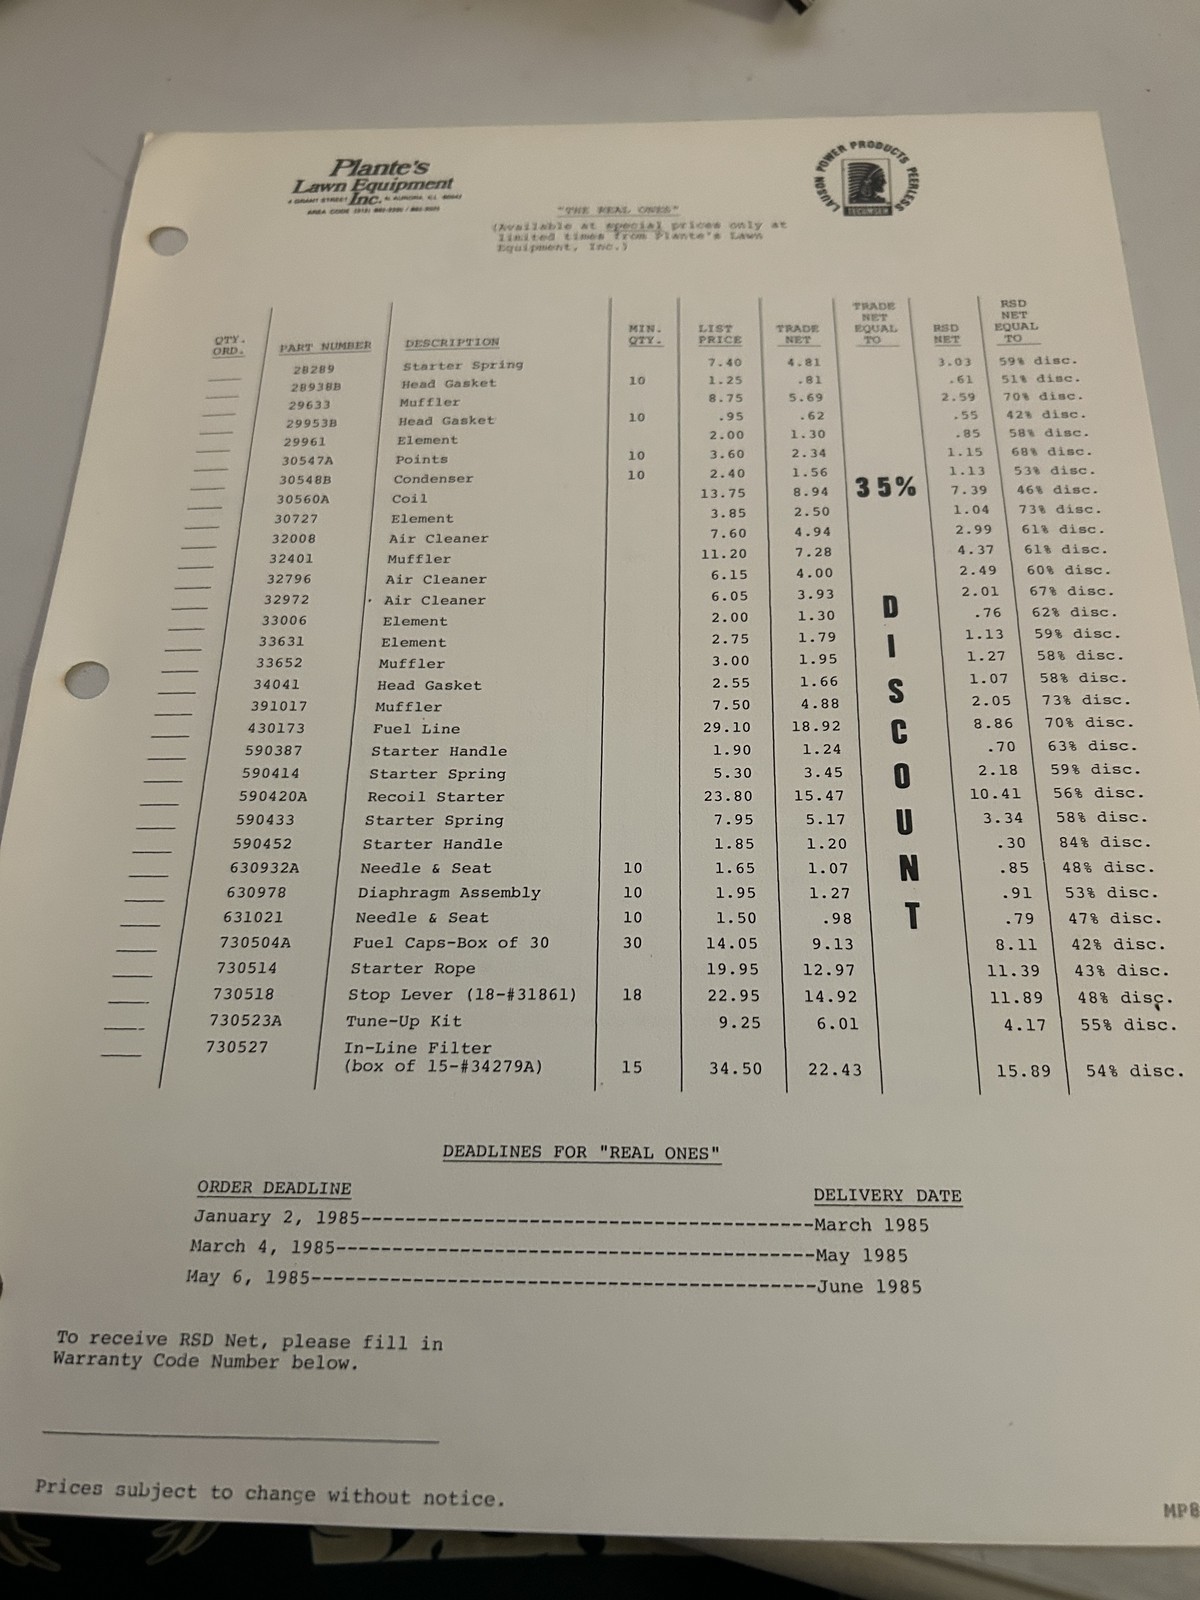 Plante's
Lawn Equipment
Inc.
"THE REAL ONES"
(Available at special prices only at
limited times from Plante's Lawn
Equipment, Inc.)
LAUSON POWER PRODUCTS PEERLESS
TECUMSEH
QTY. ORD. PART NUMBER DESCRIPTION MIN. QTY. LIST PRICE TRADE NET TRADE NET EQUAL TO RSD NET RSD NET EQUAL TO
28289 Starter Spring 7.40 4.81 3.03 59% disc.
28938B Head Gasket 10 1.25 .81 .61 51% disc.
29633 Muffler 8.75 5.69 2.59 70% disc.
29953B Head Gasket 10 .95 .62 .55 42% disc.
29961 Element 2.00 1.30 .85 58% disc.
30547A Points 10 3.60 2.34 1.15 68% disc.
30548B Condenser 10 2.40 1.56 1.13 53% disc.
30560A Coil 13.75 8.94 35% 7.39 46% disc.
30727 Element 3.85 2.50 1.04 73% disc.
32008 Air Cleaner 7.60 4.94 2.99 61% disc.
32401 Muffler 11.20 7.28 4.37 61% disc.
32796 Air Cleaner 6.15 4.00 2.49 60% disc.
32972 Air Cleaner 6.05 3.93 2.01 67% disc.
33006 Element 2.00 1.30 D .76 62% disc.
33631 Element 2.75 1.79 I 1.13 59% disc.
33652 Muffler 3.00 1.95 1.27 58% disc.
34041 Head Gasket 2.55 1.66 S 1.07 58% disc.
391017 Muffler 7.50 4.88 2.05 73% disc.
430173 Fuel Line 29.10 18.92 C 8.86 70% disc.
590387 Starter Handle 1.90 1.24 .70 63% disc.
590414 Starter Spring 5.30 3.45 O 2.18 59% disc.
590420A Recoil Starter 23.80 15.47 10.41 56% disc.
590433 Starter Spring 7.95 5.17 U 3.34 58% disc.
590452 Starter Handle 1.85 1.20 .30 84% disc.
630932A Needle & Seat 10 1.65 1.07 N .85 48% disc.
630978 Diaphragm Assembly 10 1.95 1.27 .91 53% disc.
631021 Needle & Seat 10 1.50 .98 T .79 47% disc.
730504A Fuel Caps-Box of 30 30 14.05 9.13 8.11 42% disc.
730514 Starter Rope 19.95 12.97 11.39 43% disc.
730518 Stop Lever (18-#31861) 18 22.95 14.92 11.89 48% disc.
730523A Tune-Up Kit 9.25 6.01 4.17 55% disc.
730527 In-Line Filter
(box of 15-#34279A) 15 34.50 22.43 15.89 54% disc.
DEADLINES FOR "REAL ONES"
ORDER DEADLINE DELIVERY DATE
January 2, 1985----------------------------------------March 1985
March 4, 1985------------------------------------------May 1985
May 6, 1985--------------------------------------------June 1985
To receive RSD Net, please fill in
Warranty Code Number below.
Prices subject to change without notice.